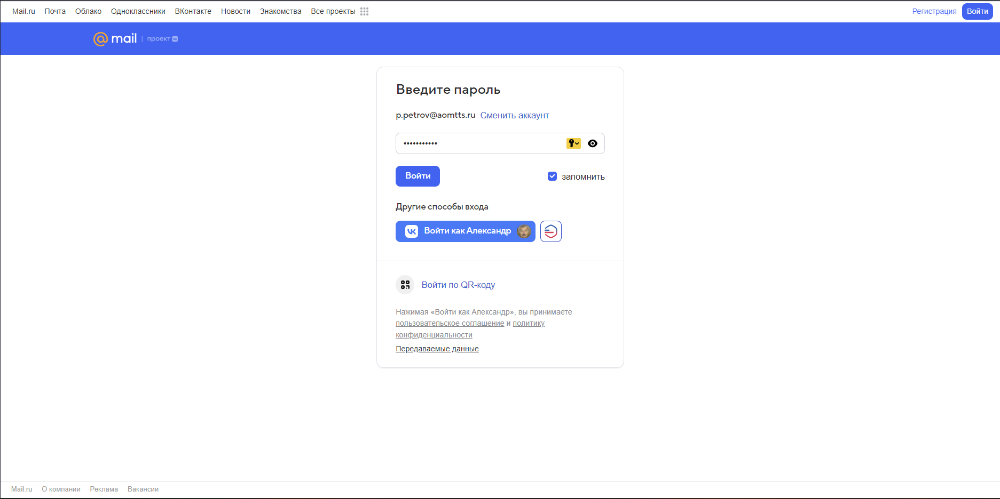 Mail.ru Почта Облако Одноклассники ВКонтакте Новости Знакомства Все проекты Регистрация Войти
@mail | проект VK
Введите пароль
p.petrov@aomtts.ru Сменить аккаунт
•••••••••••
Войти запомнить
Другие способы входа
VK Войти как Александр
Войти по QR-коду
Нажимая «Войти как Александр», вы принимаете
пользовательское соглашение и политику
конфиденциальности
Передаваемые данные
Mail.ru О компании Реклама Вакансии